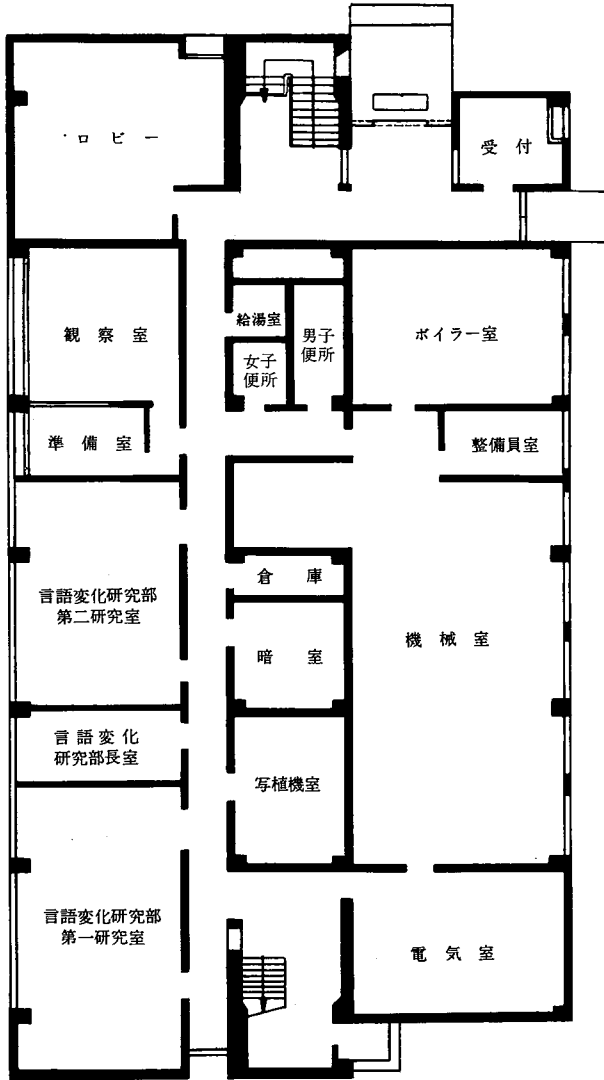 ロビー
受付
観察室
給湯室
男子
便所
ボイラー室
女子
便所
準備室
整備員室
言語変化研究部
第二研究室
倉庫
機械室
暗室
言語変化
研究部長室
写植機室
言語変化研究部
第一研究室
電気室